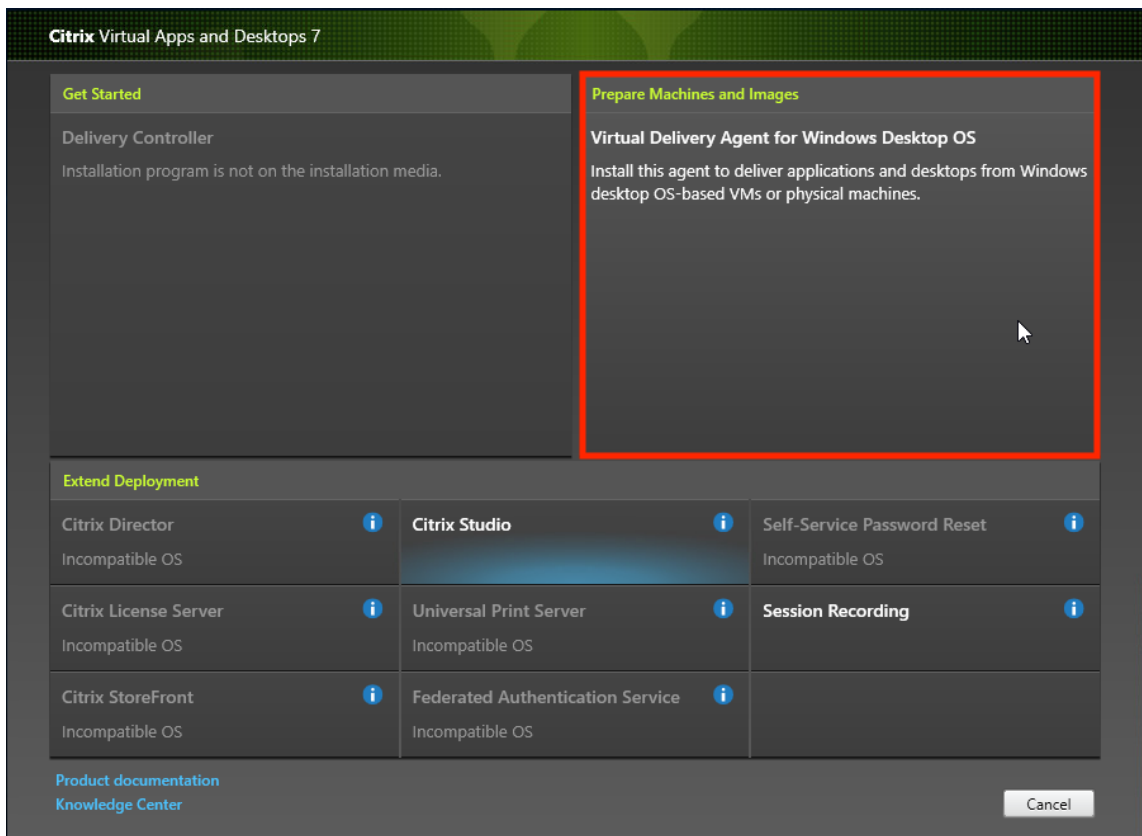 Citrix Virtual Apps and Desktops 7
Get Started
Delivery Controller
Installation program is not on the installation media.
Prepare Machines and Images
Virtual Delivery Agent for Windows Desktop OS
Install this agent to deliver applications and desktops from Windows
desktop OS-based VMs or physical machines.
Extend Deployment
Citrix Director
Incompatible OS
Citrix Studio
Self-Service Password Reset
Incompatible OS
Citrix License Server
Incompatible OS
Universal Print Server
Incompatible OS
Session Recording
Citrix StoreFront
Incompatible OS
Federated Authentication Service
Incompatible OS
Product documentation
Knowledge Center
Cancel